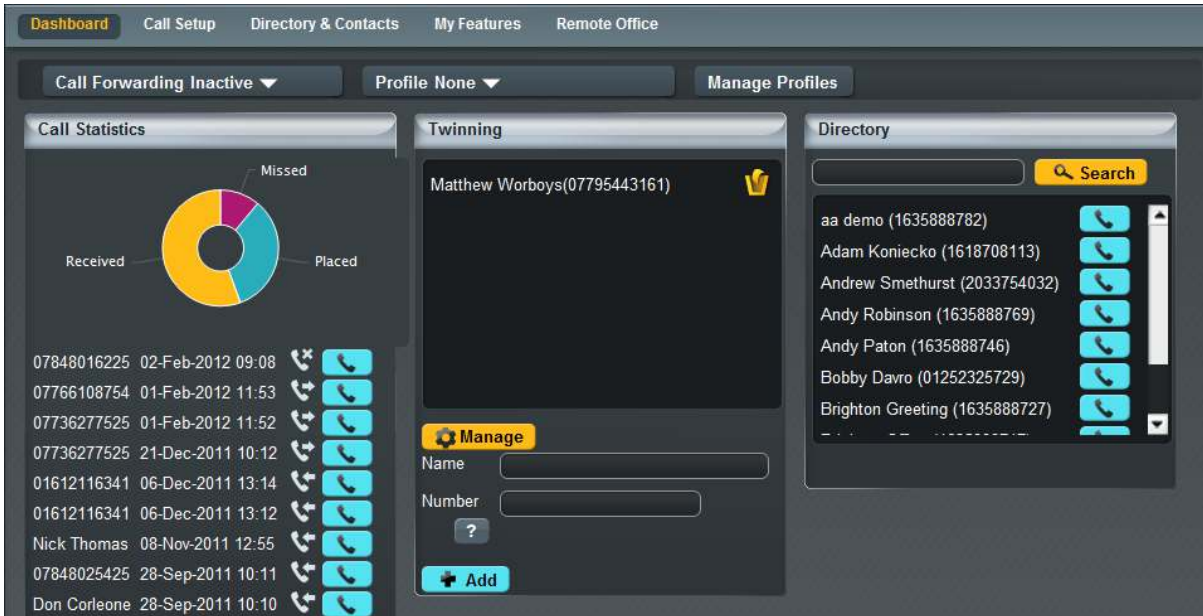 Dashboard Call Setup Directory & Contacts My Features Remote Office
Call Forwarding Inactive Profile None Manage Profiles
Call Statistics
Missed
Received
Placed
07848016225 02-Feb-2012 09:08
07766108754 01-Feb-2012 11:53
07736277525 01-Feb-2012 11:52
07736277525 21-Dec-2011 10:12
01612116341 06-Dec-2011 13:14
01612116341 06-Dec-2011 13:12
Nick Thomas 08-Nov-2011 12:55
07848025425 28-Sep-2011 10:11
Don Corleone 28-Sep-2011 10:10
Twinning
Matthew Worboys(07795443161)
Manage
Name
Number
?
Add
Directory
Search
aa demo (1635888782)
Adam Koniecko (1618708113)
Andrew Smethurst (2033754032)
Andy Robinson (1635888769)
Andy Paton (1635888746)
Bobby Davro (01252325729)
Brighton Greeting (1635888727)